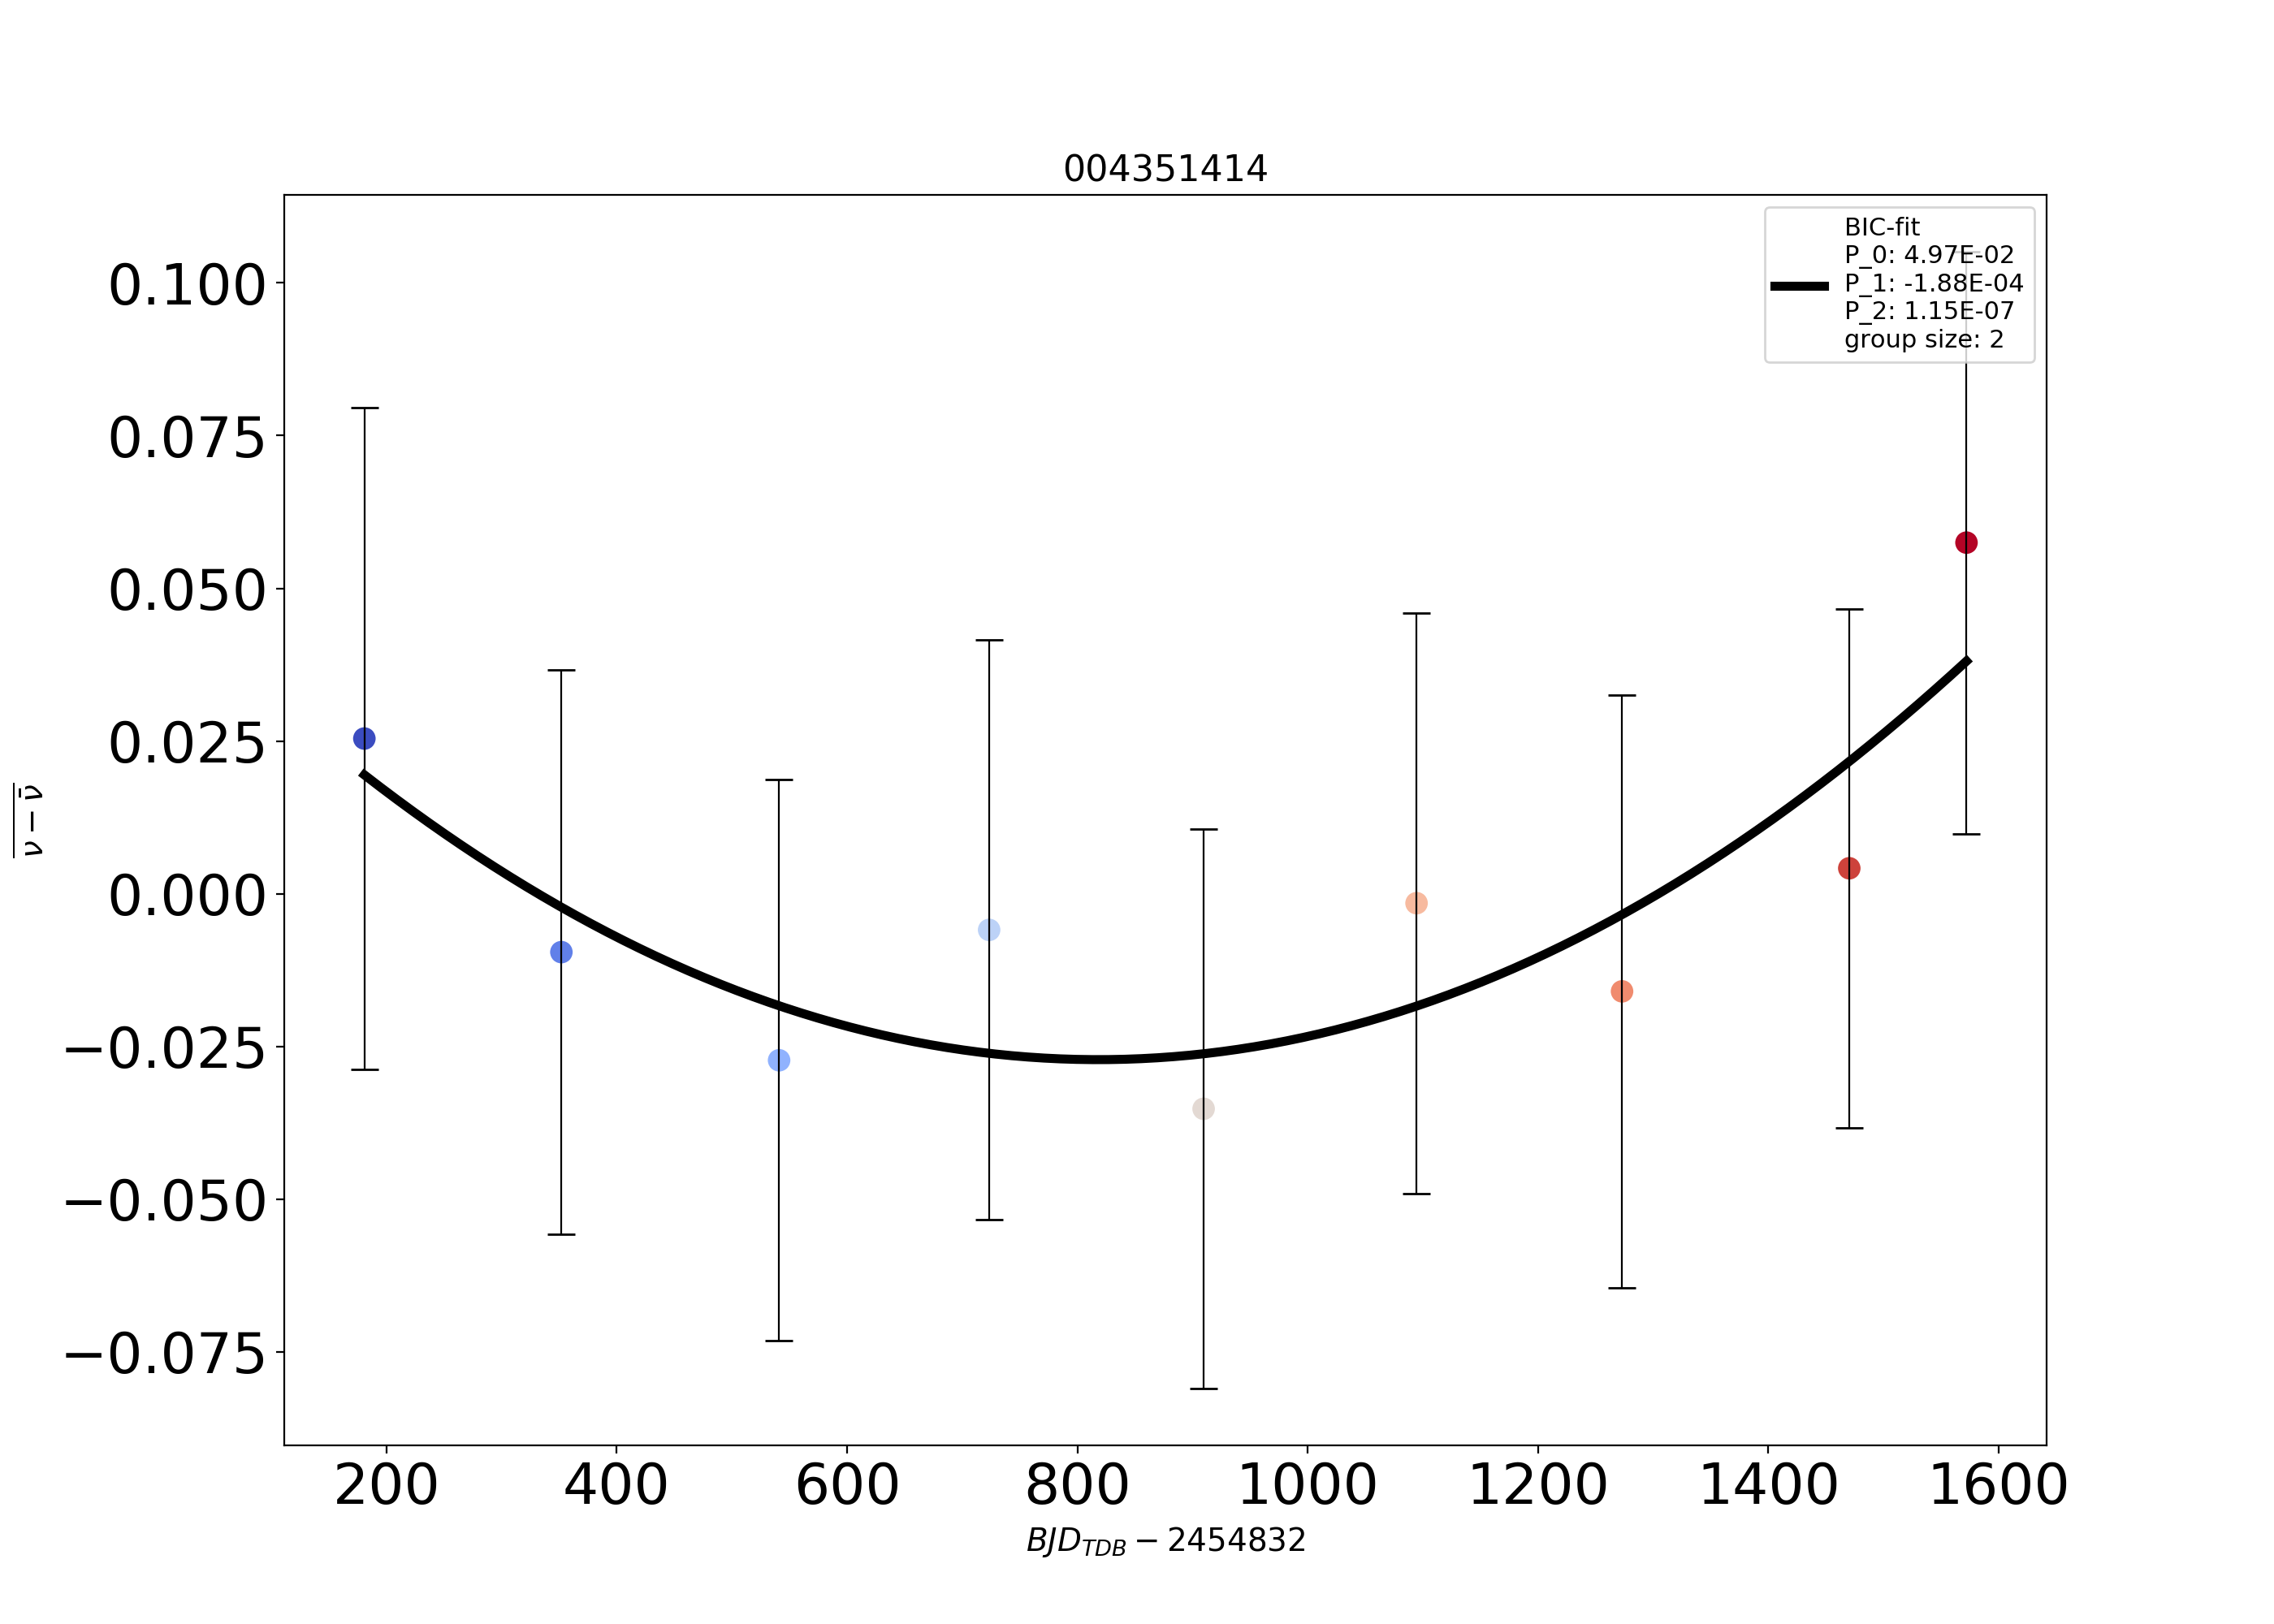 004351414
BIC-fit
P_0: 4.97E-02
P_1: -1.88E-04
P_2: 1.15E-07
group size: 2
0.100
0.075
0.050
0.025
0.000
−0.025
−0.050
−0.075
ν − ν̄
200 400 600 800 1000 1200 1400 1600
BJD_TDB − 2454832